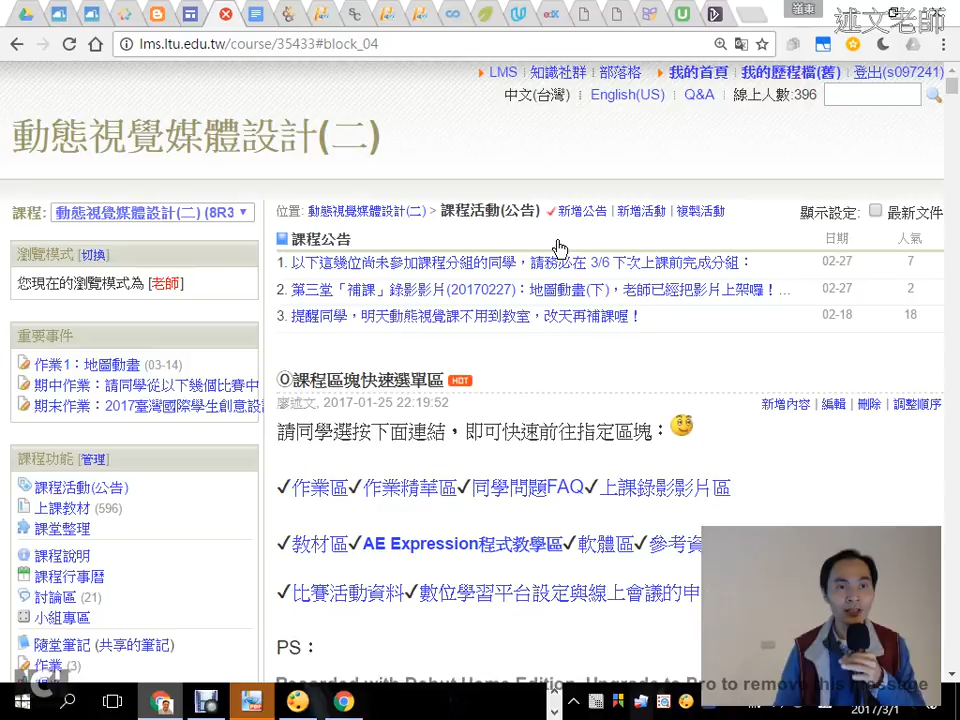 述文老師
lms.ltu.edu.tw/course/35433#block_04
LMS 知識社群 部落格 我的首頁 我的歷程檔(舊) 登出(s097241)
中文(台灣) English(US) Q&A 線上人數:396
動態視覺媒體設計(二)
課程: 動態視覺媒體設計(二) (8R3
位置: 動態視覺媒體設計(二) > 課程活動(公告) 新增公告 | 新增活動 | 複製活動 顯示設定: 最新文件
瀏覽模式 [切換]
您現在的瀏覽模式為 [老師]
重要事件
作業1:地圖動畫 (03-14)
期中作業:請同學從以下幾個比賽中
期末作業:2017臺灣國際學生創意設
課程功能 [管理]
課程活動(公告)
上課教材 (596)
課堂整理
課程說明
課程行事曆
討論區 (21)
小組專區
隨堂筆記 (共享的筆記)
作業 (3)
課程公告 日期 人氣
1. 以下這幾位尚未參加課程分組的同學,請務必在 3/6 下次上課前完成分組: 02-27 7
2. 第三堂「補課」錄影影片(20170227):地圖動畫(下),老師已經把影片上架囉!... 02-27 2
3. 提醒同學,明天動態視覺課不用到教室,改天再補課喔! 02-18 18
⓪課程區塊快速選單區 HOT
廖述文, 2017-01-25 22:19:52 新增內容 | 編輯 | 刪除 | 調整順序
請同學選按下面連結,即可快速前往指定區塊:
✓作業區✓作業精華區✓同學問題FAQ✓上課錄影影片區
✓教材區✓AE Expression程式教學區✓軟體區✓參考資
✓比賽活動資料✓數位學習平台設定與線上會議的申
PS:
Recorded with Debut Home Edition. Upgrade to Pro to remove this message
2017/3/1